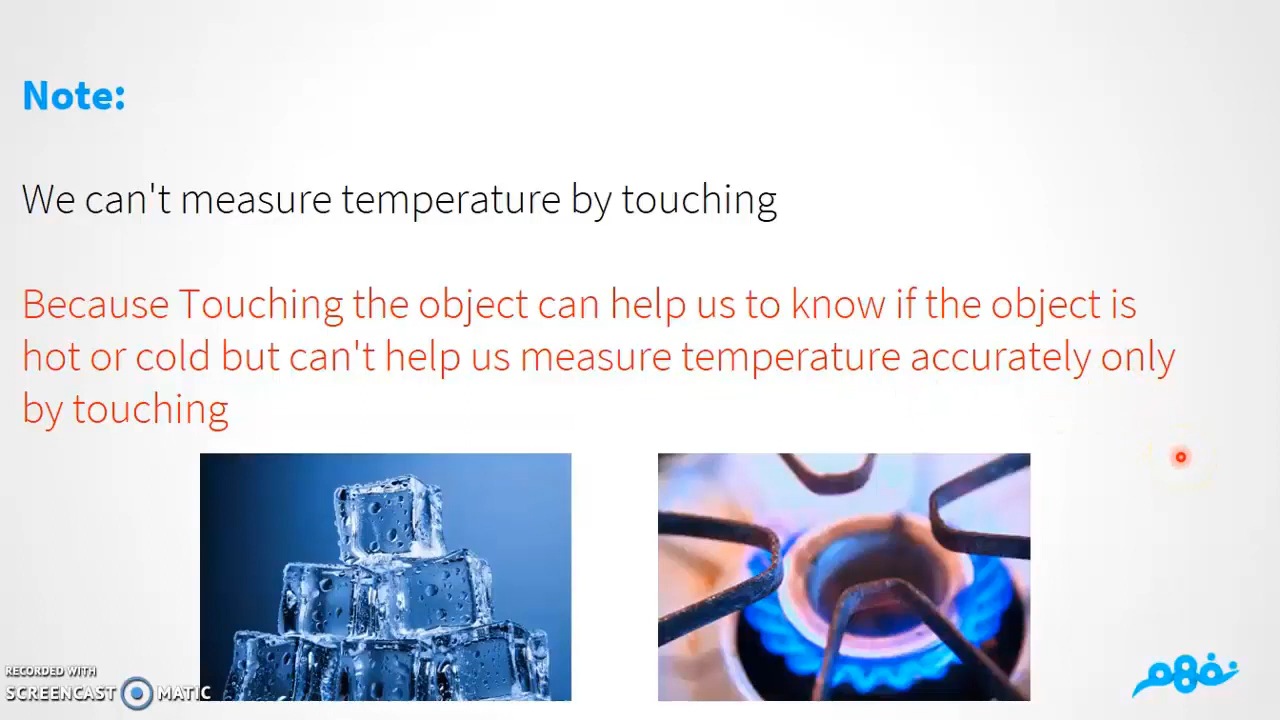 Note:
We can't measure temperature by touching
Because Touching the object can help us to know if the object is
hot or cold but can't help us measure temperature accurately only
by touching
RECORDED WITH
SCREENCAST MATIC
نفهم